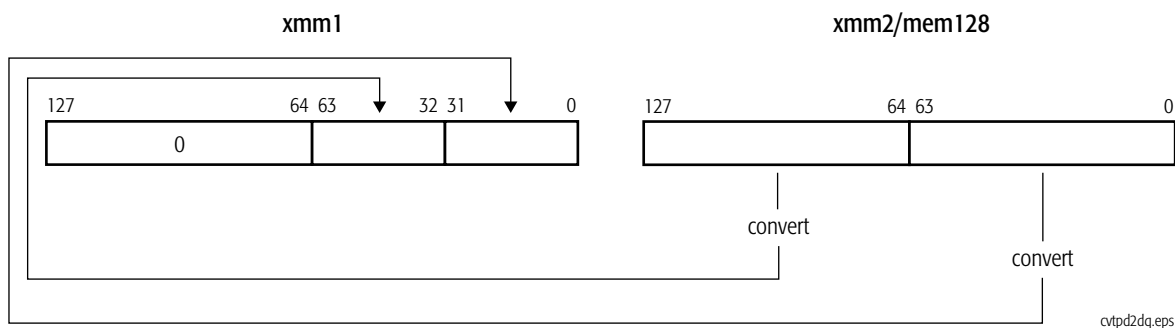 xmm1 xmm2/mem128
127 64 63 32 31 0 127 64 63 0
0
convert
convert
cvtpd2dq.eps